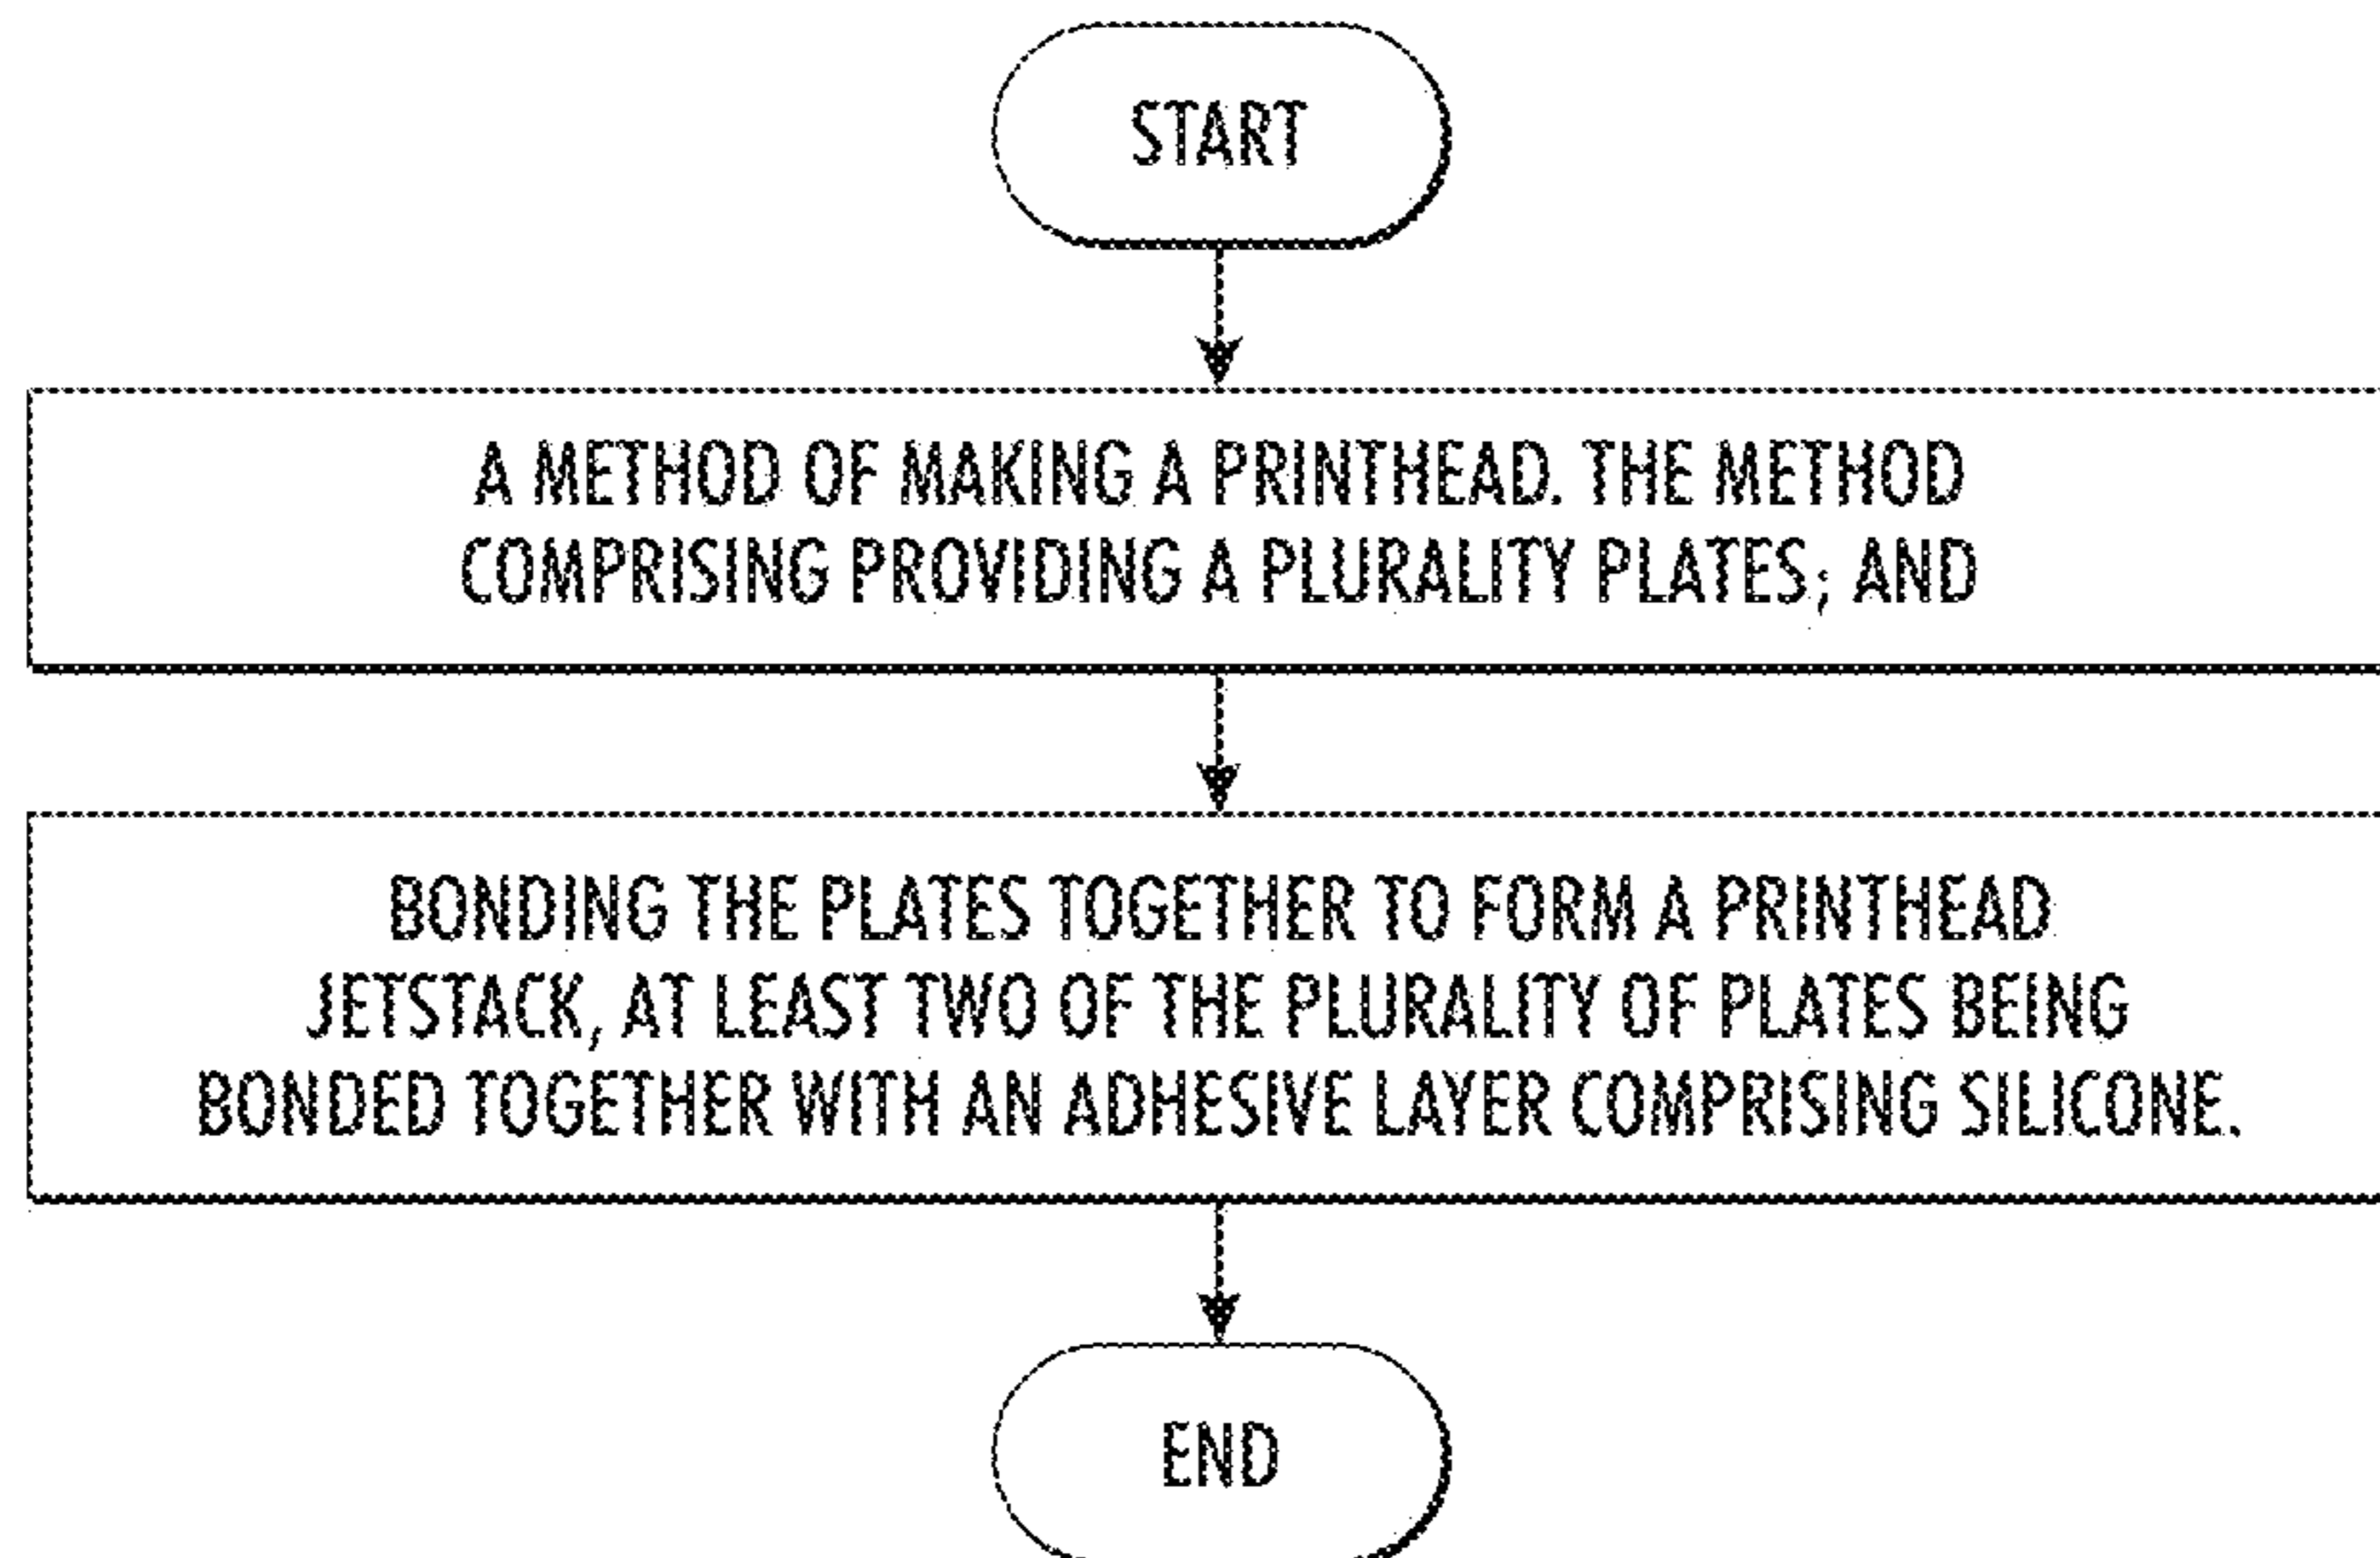 START
A METHOD OF MAKING A PRINTHEAD. THE METHOD
COMPRISING PROVIDING A PLURALITY PLATES; AND
BONDING THE PLATES TOGETHER TO FORM A PRINTHEAD
JETSTACK, AT LEAST TWO OF THE PLURALITY OF PLATES BEING
BONDED TOGETHER WITH AN ADHESIVE LAYER COMPRISING SILICONE.
END